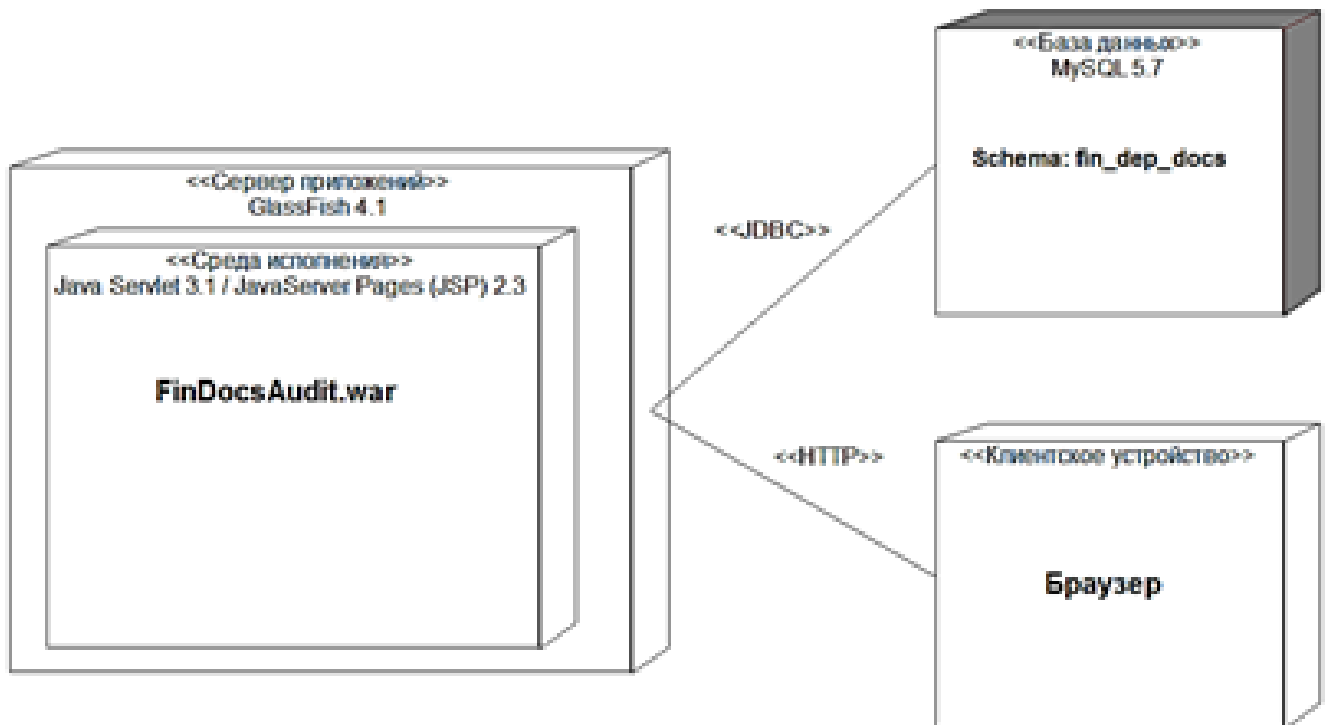 <<Сервер приложений>>
GlassFish 4.1
<<Среда исполнения>>
Java Servlet 3.1 / JavaServer Pages (JSP) 2.3
FinDocsAudit.war
<<JDBC>>
<<HTTP>>
<<База данных>>
MySQL 5.7
Schema: fin_dep_docs
<<Клиентское устройство>>
Браузер